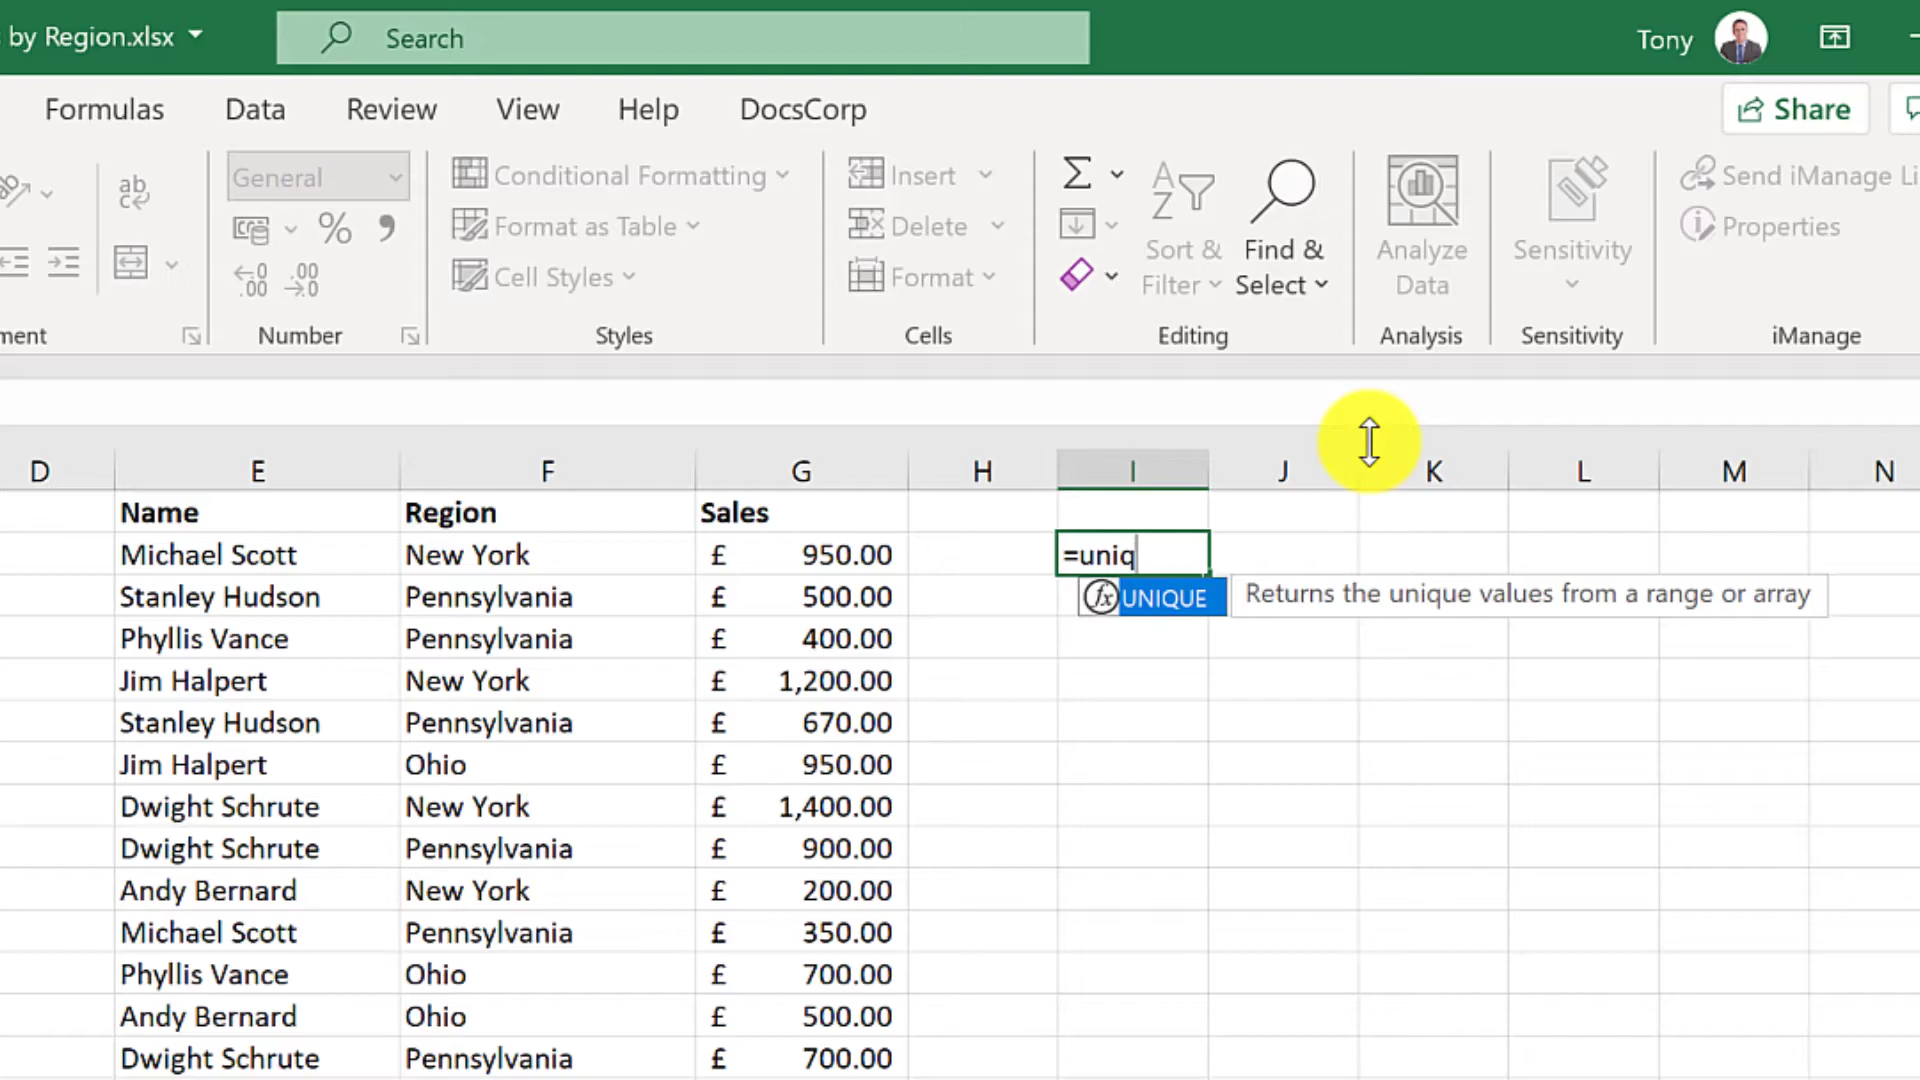 by Region.xlsx
Search
Tony
Formulas Data Review View Help DocsCorp
Share
ab
General
Conditional Formatting
Insert
Σ
A
Z
Send iManage Li
% ,
Format as Table
Delete
Sort &
Filter
Find &
Select
Analyze
Data
Sensitivity
Properties
0
.00
.00
0
Cell Styles
Format
ment
Number
Styles
Cells
Editing
Analysis
Sensitivity
iManage
D E F G H I J K L M N
Name Region Sales
Michael Scott New York £ 950.00 =uniq
Stanley Hudson Pennsylvania £ 500.00 fx UNIQUE Returns the unique values from a range or array
Phyllis Vance Pennsylvania £ 400.00
Jim Halpert New York £ 1,200.00
Stanley Hudson Pennsylvania £ 670.00
Jim Halpert Ohio £ 950.00
Dwight Schrute New York £ 1,400.00
Dwight Schrute Pennsylvania £ 900.00
Andy Bernard New York £ 200.00
Michael Scott Pennsylvania £ 350.00
Phyllis Vance Ohio £ 700.00
Andy Bernard Ohio £ 500.00
Dwight Schrute Pennsylvania £ 700.00